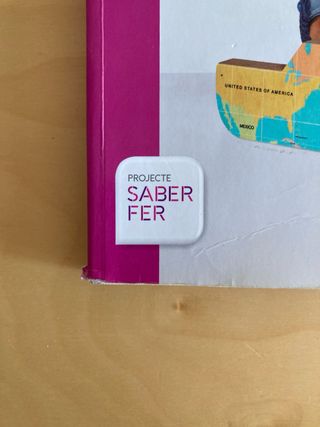 UNITED STATES OF AMERICA
MEXICO
PROJECTE
SABER
FER